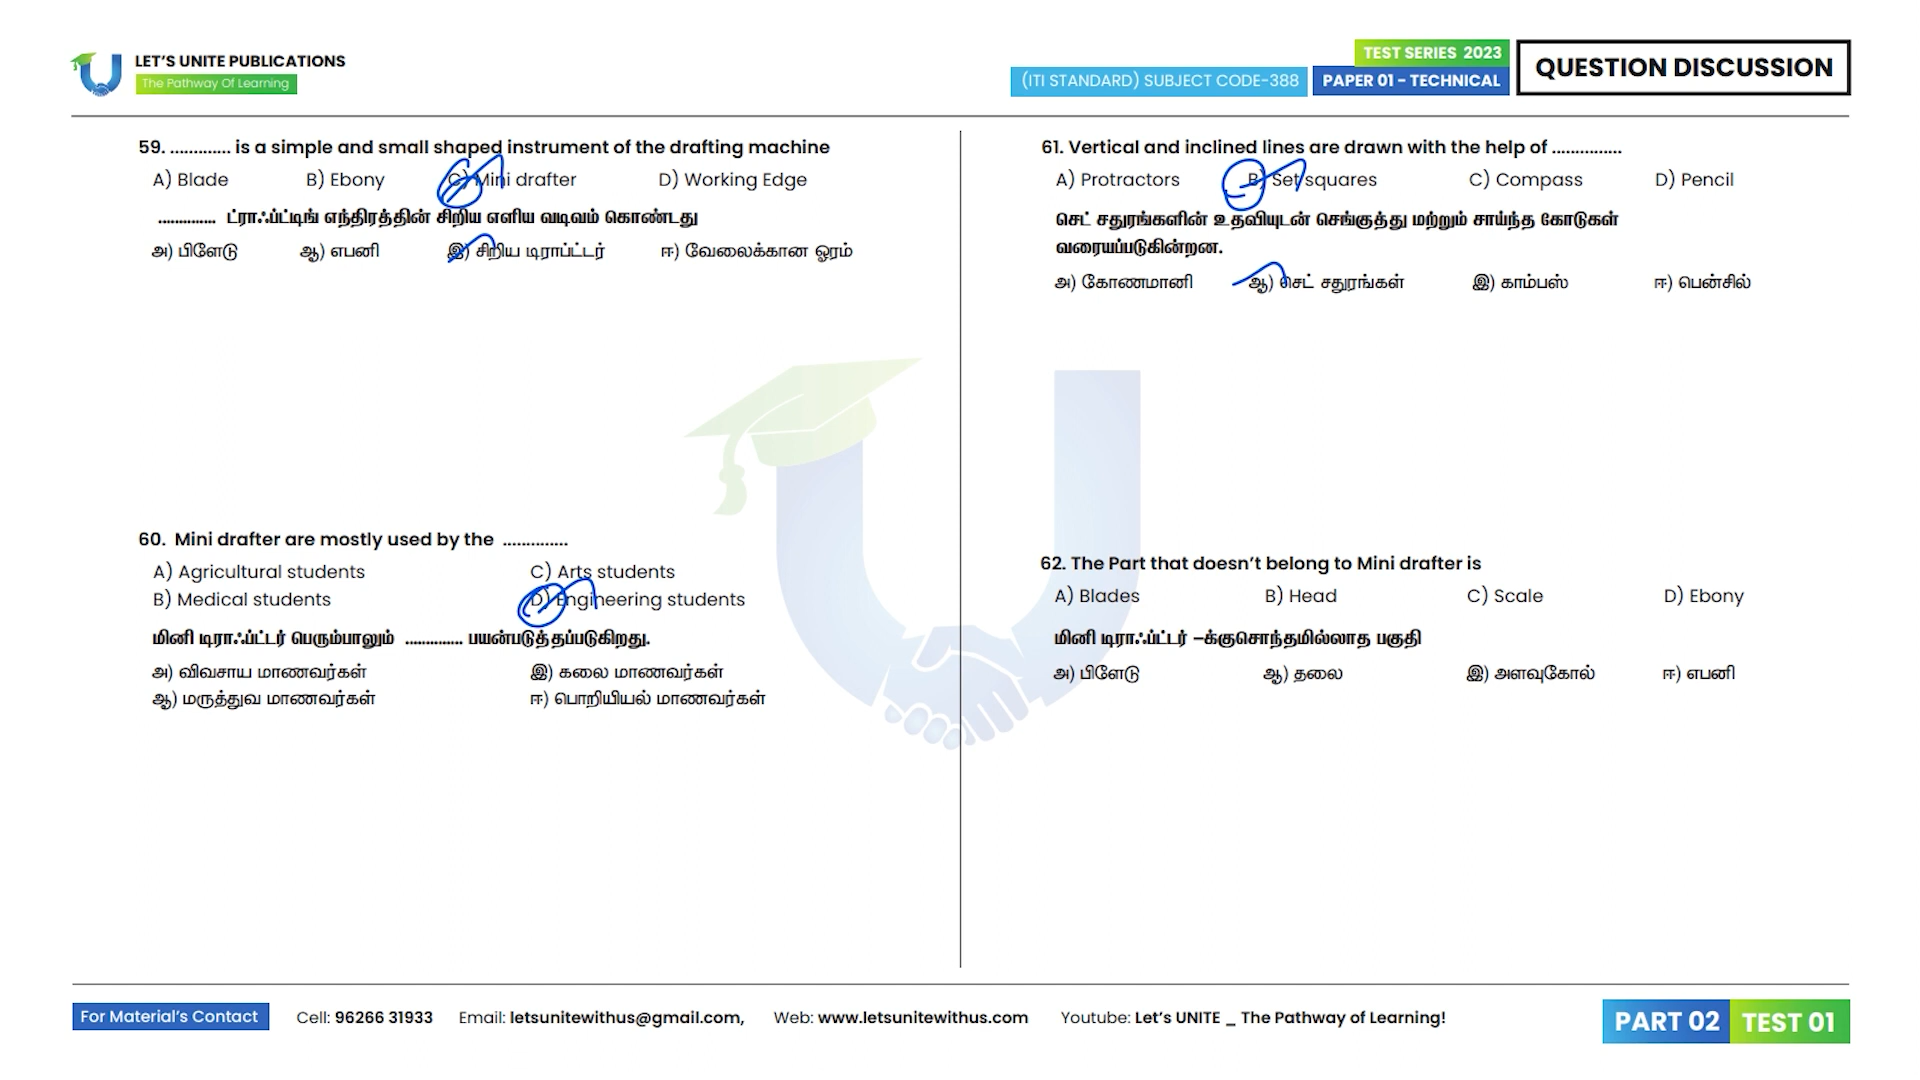 LET'S UNITE PUBLICATIONS
The Pathway Of Learning
TEST SERIES 2023
(ITI STANDARD) SUBJECT CODE-388
PAPER 01 - TECHNICAL
QUESTION DISCUSSION
59. ............. is a simple and small shaped instrument of the drafting machine
A) Blade B) Ebony C) Mini drafter D) Working Edge
............. ட்ராஃப்ட்டிங் எந்திரத்தின் சிறிய எளிய வடிவம் கொண்டது
அ) பிளேடு ஆ) எபனி இ) சிறிய டிராப்ட்டர் ஈ) வேலைக்கான ஓரம்
60. Mini drafter are mostly used by the ..............
A) Agricultural students C) Arts students
B) Medical students D) Engineering students
மினி டிராஃப்ட்டர் பெரும்பாலும் ............. பயன்படுத்தப்படுகிறது.
அ) விவசாய மாணவர்கள் இ) கலை மாணவர்கள்
ஆ) மருத்துவ மாணவர்கள் ஈ) பொறியியல் மாணவர்கள்
61. Vertical and inclined lines are drawn with the help of ...............
A) Protractors B) Set squares C) Compass D) Pencil
செட் சதுரங்களின் உதவியுடன் செங்குத்து மற்றும் சாய்ந்த கோடுகள்
வரையப்படுகின்றன.
அ) கோணமானி ஆ) செட் சதுரங்கள் இ) காம்பஸ் ஈ) பென்சில்
62. The Part that doesn't belong to Mini drafter is
A) Blades B) Head C) Scale D) Ebony
மினி டிராஃப்ட்டர் –க்குசொந்தமில்லாத பகுதி
அ) பிளேடு ஆ) தலை இ) அளவுகோல் ஈ) எபனி
For Material's Contact Cell: 96266 31933 Email: letsunitewithus@gmail.com, Web: www.letsunitewithus.com Youtube: Let's UNITE _ The Pathway of Learning!
PART 02 TEST 01